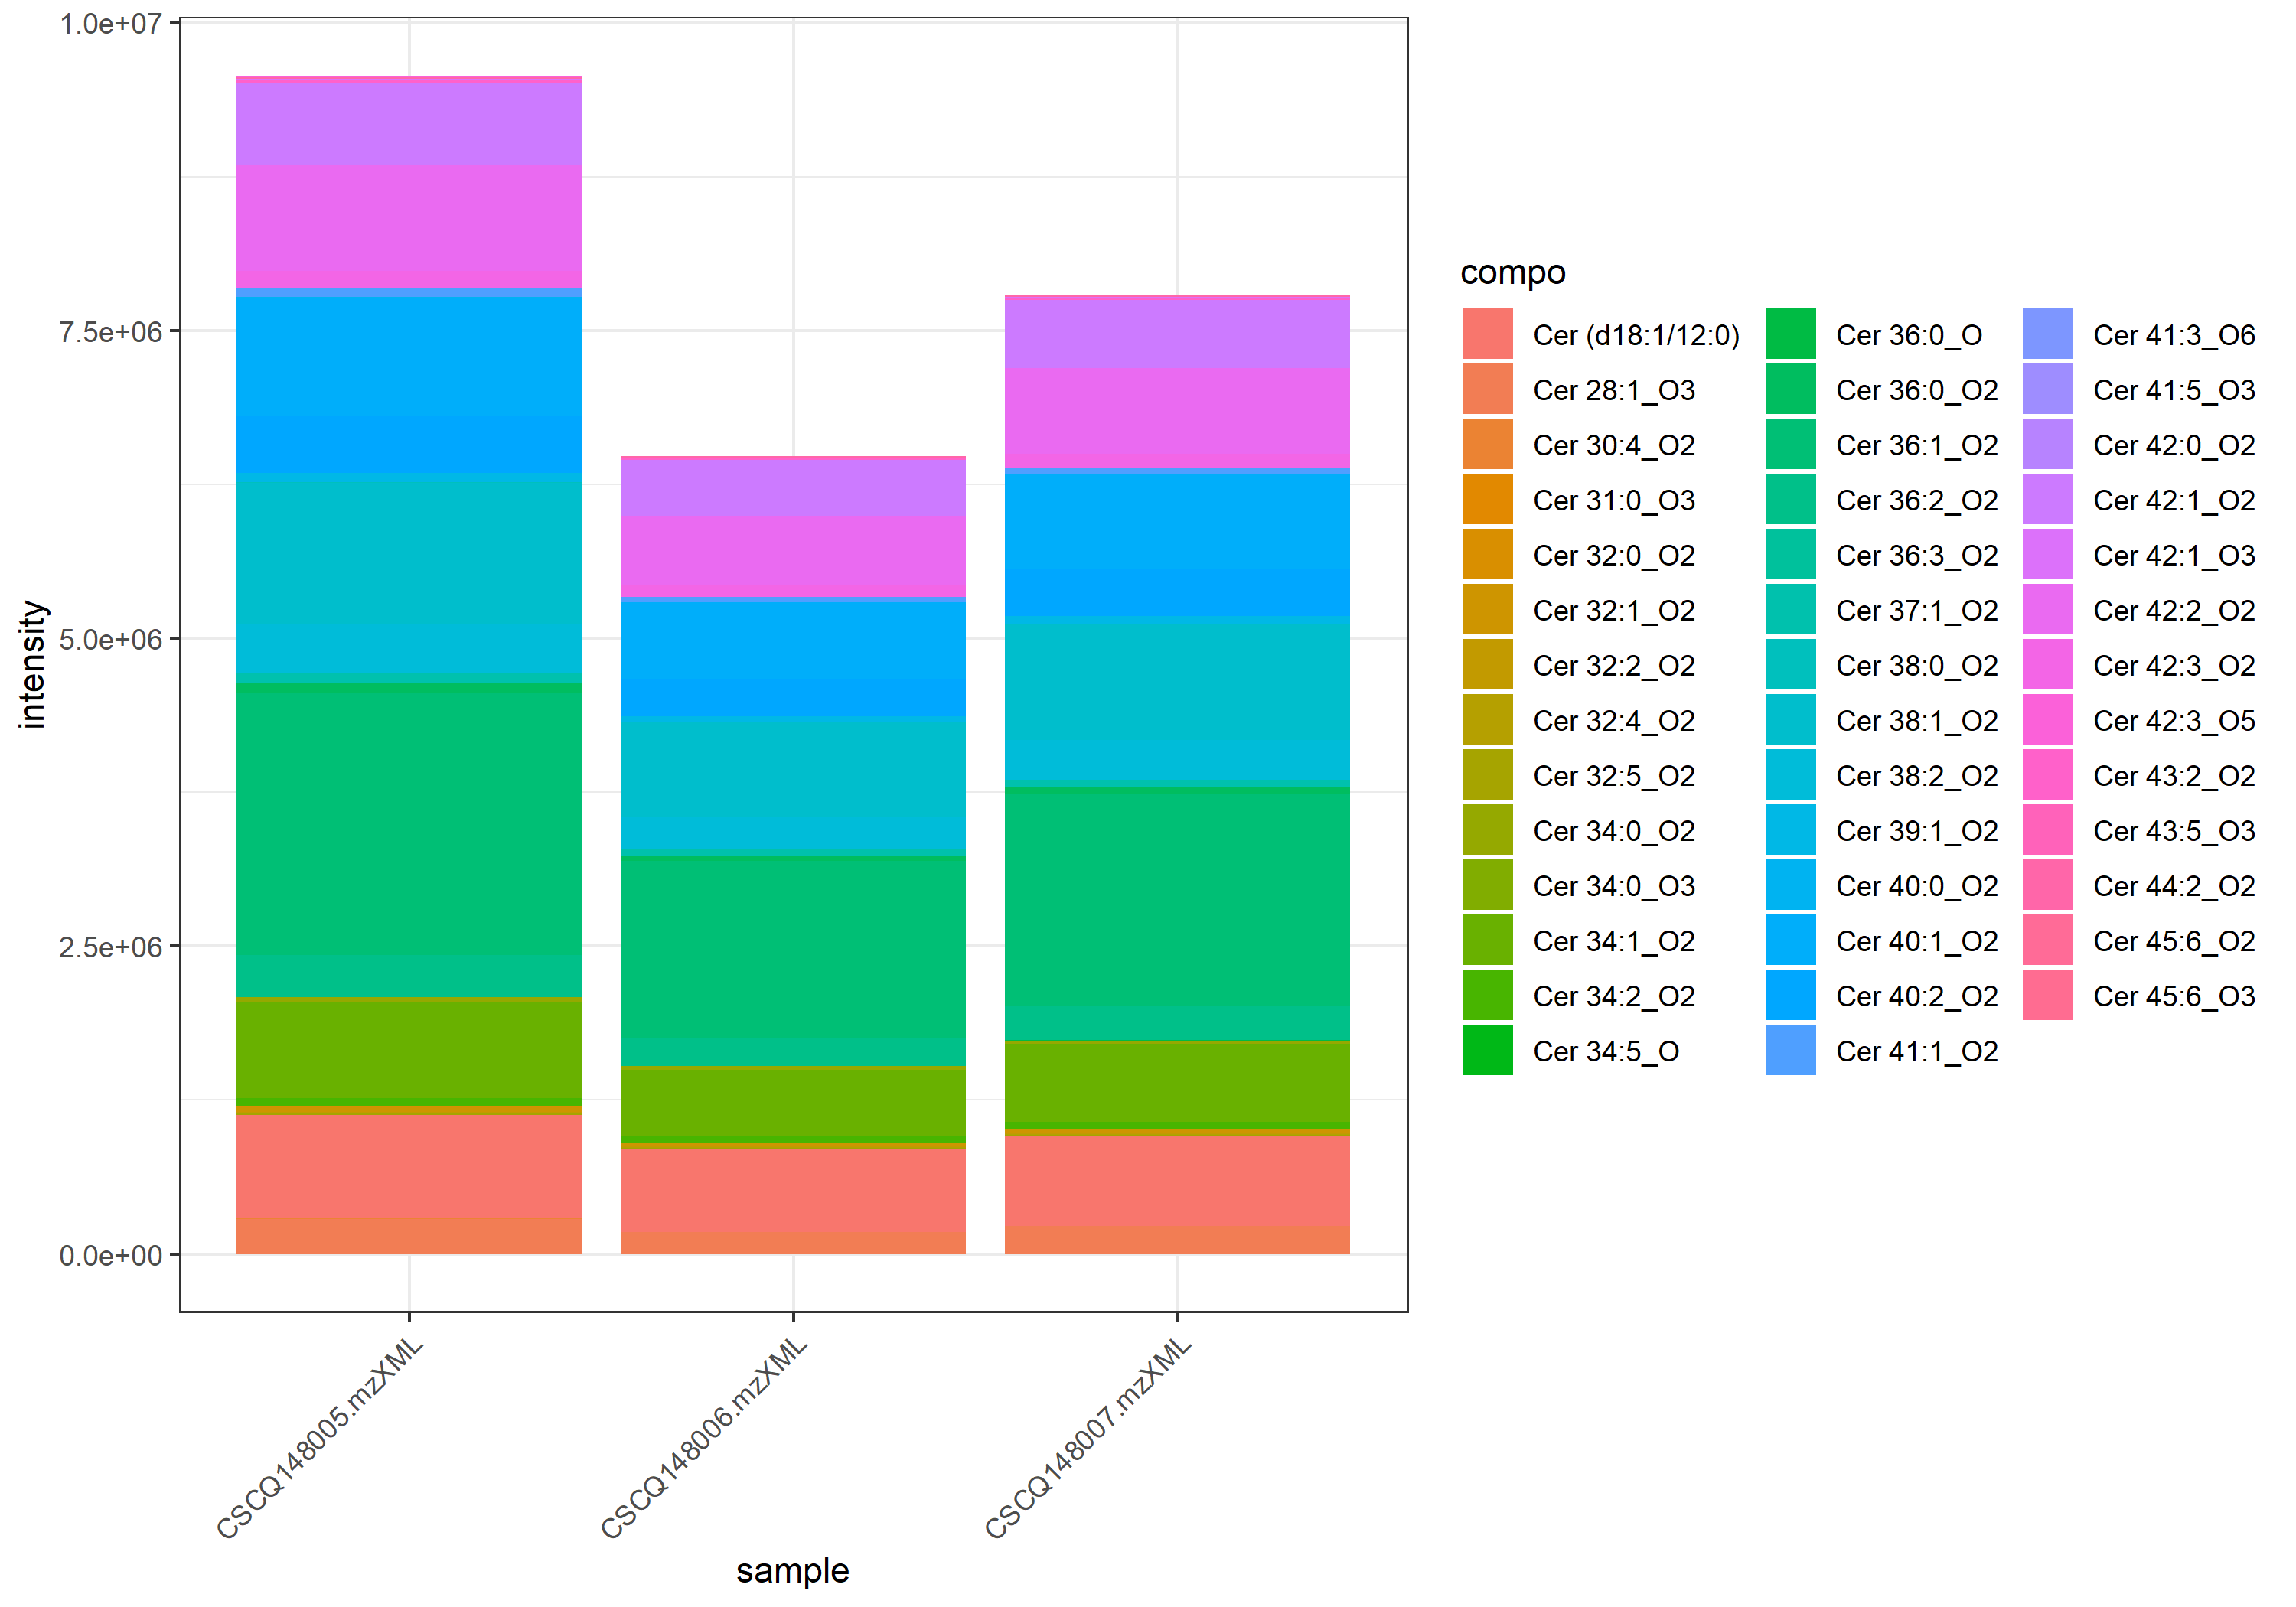 1.0e+07
7.5e+06
5.0e+06
2.5e+06
0.0e+00
intensity
CSCQ148005.mzXML
CSCQ148006.mzXML
CSCQ148007.mzXML
sample
compo
Cer (d18:1/12:0)
Cer 28:1_O3
Cer 30:4_O2
Cer 31:0_O3
Cer 32:0_O2
Cer 32:1_O2
Cer 32:2_O2
Cer 32:4_O2
Cer 32:5_O2
Cer 34:0_O2
Cer 34:0_O3
Cer 34:1_O2
Cer 34:2_O2
Cer 34:5_O
Cer 36:0_O
Cer 36:0_O2
Cer 36:1_O2
Cer 36:2_O2
Cer 36:3_O2
Cer 37:1_O2
Cer 38:0_O2
Cer 38:1_O2
Cer 38:2_O2
Cer 39:1_O2
Cer 40:0_O2
Cer 40:1_O2
Cer 40:2_O2
Cer 41:1_O2
Cer 41:3_O6
Cer 41:5_O3
Cer 42:0_O2
Cer 42:1_O2
Cer 42:1_O3
Cer 42:2_O2
Cer 42:3_O2
Cer 42:3_O5
Cer 43:2_O2
Cer 43:5_O3
Cer 44:2_O2
Cer 45:6_O2
Cer 45:6_O3